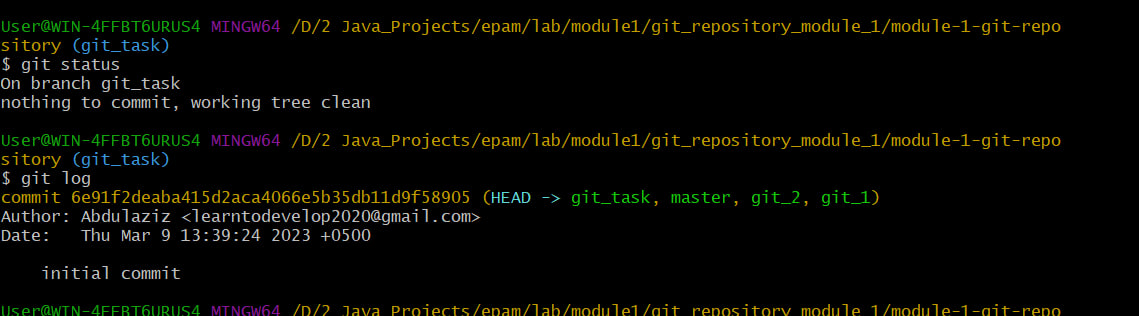 User@WIN-4FFBT6URUS4 MINGW64 /D/2 Java_Projects/epam/lab/module1/git_repository_module_1/module-1-git-repo
sitory (git_task)
$ git status
On branch git_task
nothing to commit, working tree clean
User@WIN-4FFBT6URUS4 MINGW64 /D/2 Java_Projects/epam/lab/module1/git_repository_module_1/module-1-git-repo
sitory (git_task)
$ git log
commit 6e91f2deaba415d2aca4066e5b35db11d9f58905 (HEAD -> git_task, master, git_2, git_1)
Author: Abdulaziz <learntodevelop2020@gmail.com>
Date:   Thu Mar 9 13:39:24 2023 +0500
initial commit
User@WIN-4FFBT6URUS4 MINGW64 /D/2 Java_Projects/epam/lab/module1/git_repository_module_1/module-1-git-repo